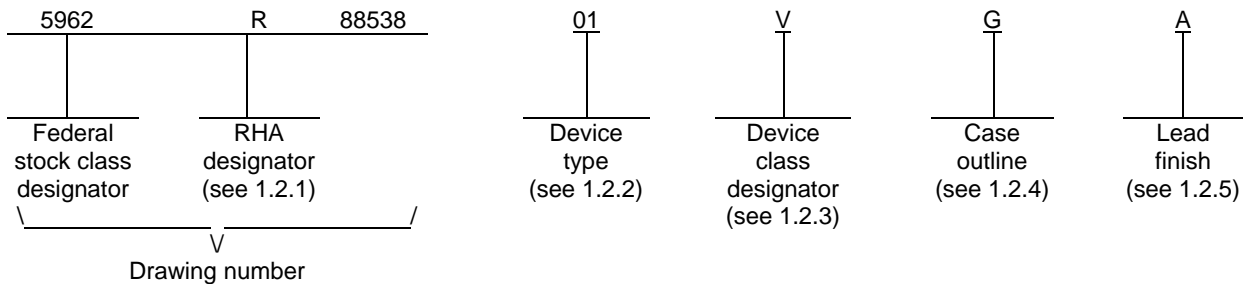 5962 R 88538 01 V G A
Federal stock class designator
RHA designator (see 1.2.1)
Device type (see 1.2.2)
Device class designator (see 1.2.3)
Case outline (see 1.2.4)
Lead finish (see 1.2.5)
Drawing number